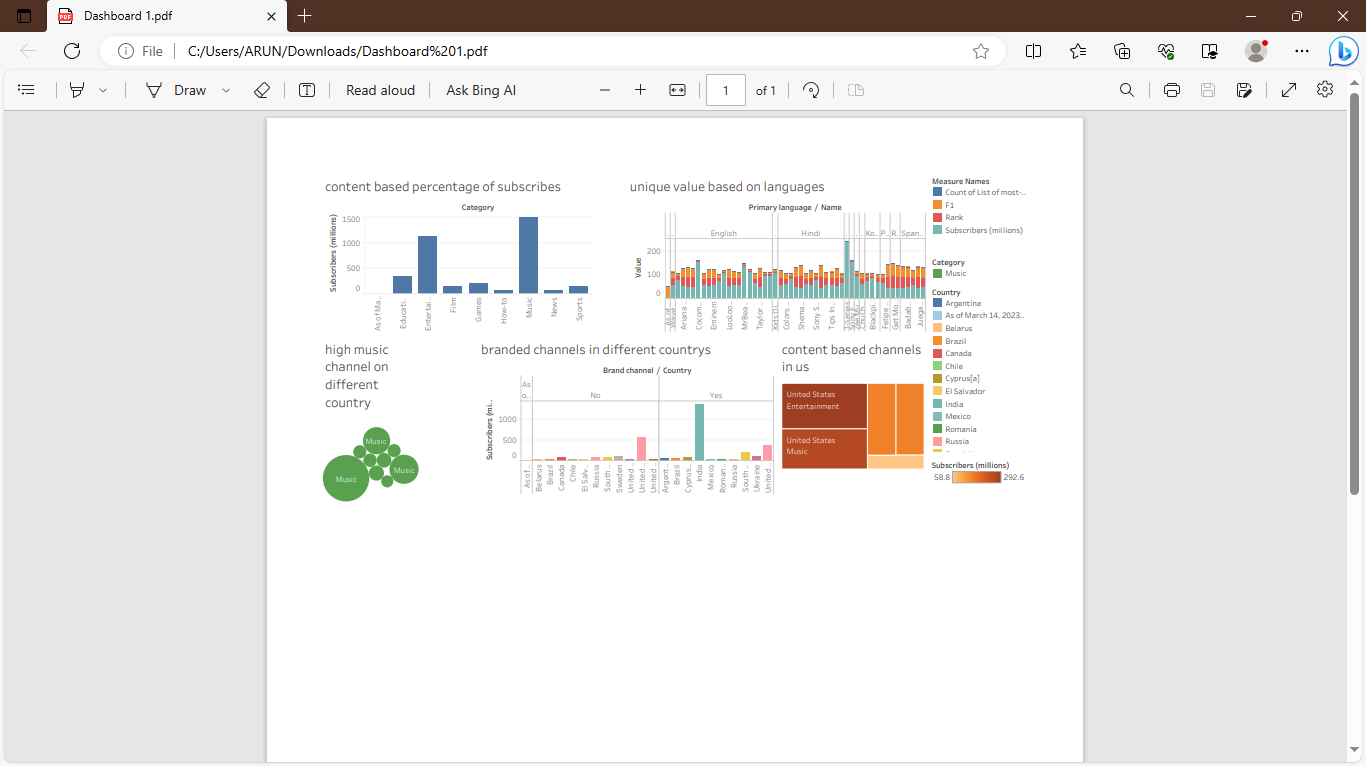 Dashboard 1.pdf
File
C:/Users/ARUN/Downloads/Dashboard%201.pdf
Draw
Read aloud
Ask Bing AI
1
of 1
content based percentage of subscribes
Category
Subscribers (millions)
1500
1000
500
0
As of Ma..
Educati..
Entertai..
Film
Games
How-to
Music
News
Sports
unique value based on languages
Primary language / Name
English
Hindi
Ko..
P..
R..
Span..
Value
200
100
0
As of..
Ariana ..
Cocom..
Eminem
LooLoo..
MrBea..
Taylor ..
Kids Di..
Colors ..
Shema..
Sony S..
Tips In..
T-Series
Blackpi..
Felipe ..
Get Mo..
Badab..
Juega..
Measure Names
Count of List of most-..
F1
Rank
Subscribers (millions)
Category
Music
Country
Argentina
As of March 14, 2023..
Belarus
Brazil
Canada
Chile
Cyprus[a]
El Salvador
India
Mexico
Romania
Russia
Subscribers (millions)
58.8
292.6
high music
channel on
different
country
Music
Music
Music
branded channels in different countrys
Brand channel / Country
As
o..
No
Yes
Subscribers (mi..
1000
500
0
As of ..
Belarus
Brazil
Canada
Chile
El Salv..
Russia
South ..
Sweden
United ..
United ..
United ..
Argent..
Brazil
Cyprus..
India
Mexico
Roman..
Russia
South ..
Ukraine
United ..
content based channels
in us
United States
Entertainment
United States
Music